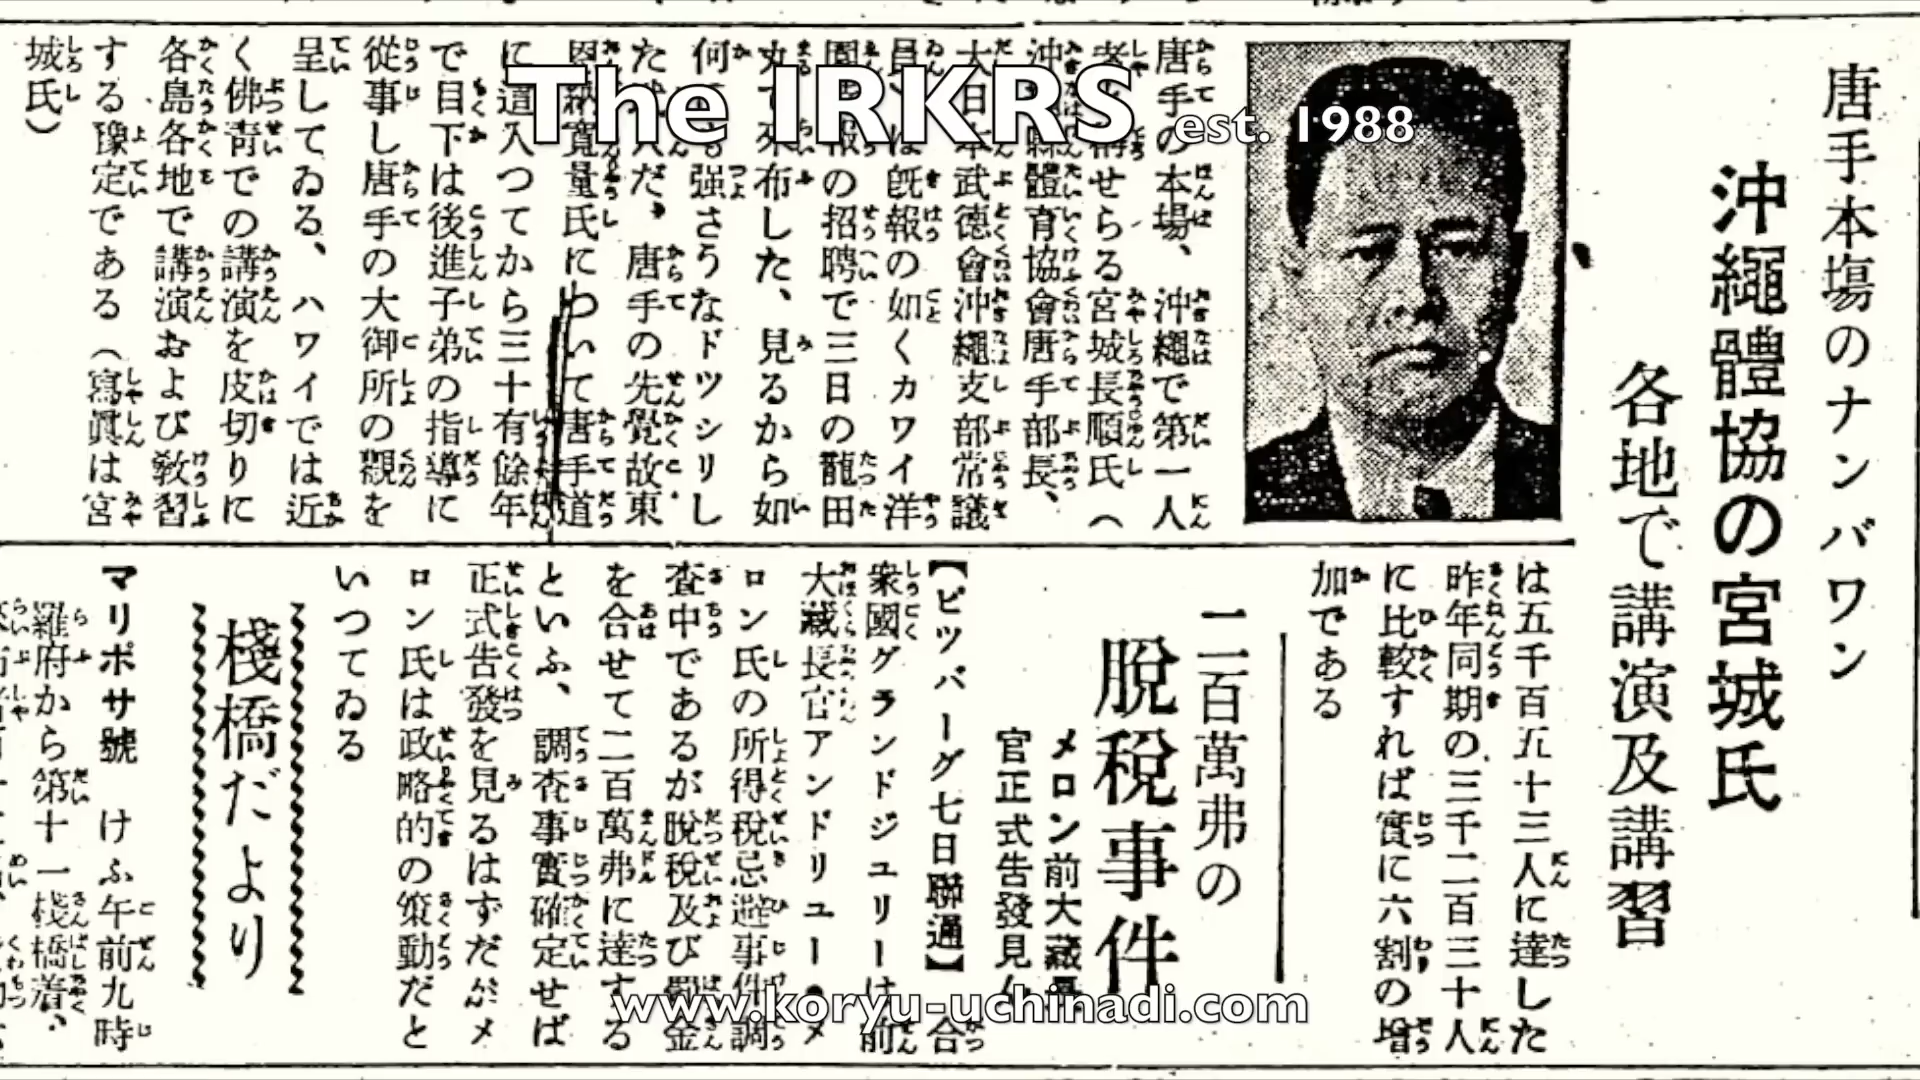 唐手本場のナンバワン
沖繩體協の宮城氏
各地で講演及講習
唐手の本場、沖繩で第一人
者と稱せらる宮城長順氏（
沖繩縣體育協會唐手部長、
大日本武德會沖繩支部常議
員）は既報の如くカワイ洋
園報の招聘で三日の龍田
丸で來布した、見るから如
何にも强さうなドツシリし
た だ、唐手の先覺故東
恩納寬量氏について唐手道
に這入つてから三十有餘年
で目下は後進子弟の指導に
從事し唐手の大御所の觀を
呈してゐる、ハワイでは近
く佛靑での講演を皮切りに
各島各地で講演および敎習
する豫定である（寫眞は宮
城氏）
The IRKRS est. 1988
は五千百五十三人に達した
昨年同期の三千二百三十人
に比較すれば實に六割の增
加である
二百萬弗の
脫稅事件
メロン前大藏長
官正式吿發見ん
【ピツバーグ七日聯通】合
衆國グランドジユリーは前
大藏長官アンドリユー・メ
ロン氏の所得稅忌避事件調
査中であるが脫稅及び罰金
を合せて二百萬弗に達する
といふ、調査事實確定せば
正式吿發を見るはずだがメ
ロン氏は政略的の策動だと
いつてゐる
棧橋だより
マリポサ號 けふ午前九時
羅府から第十一棧橋着、
www.koryu-uchinadi.com